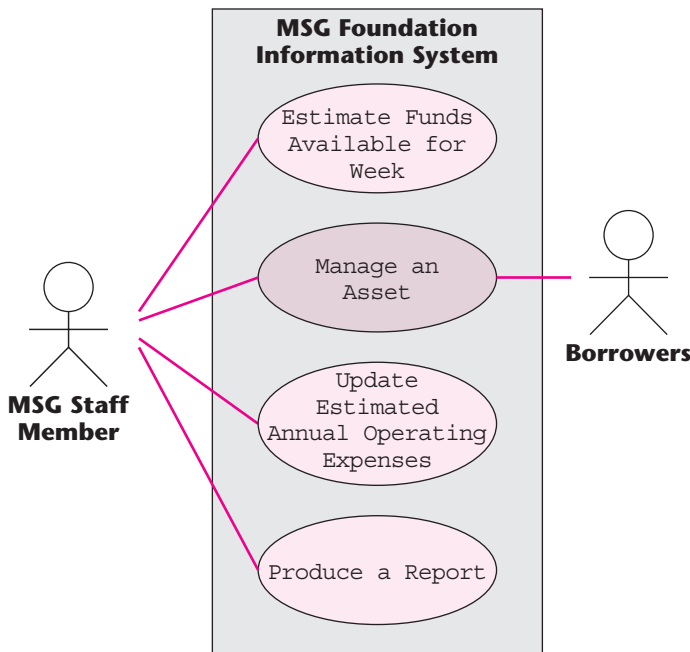 MSG Foundation
Information System
Estimate Funds
Available for
Week
Manage an
Asset
Borrowers
Update
Estimated
Annual Operating
Expenses
MSG Staff
Member
Produce a Report